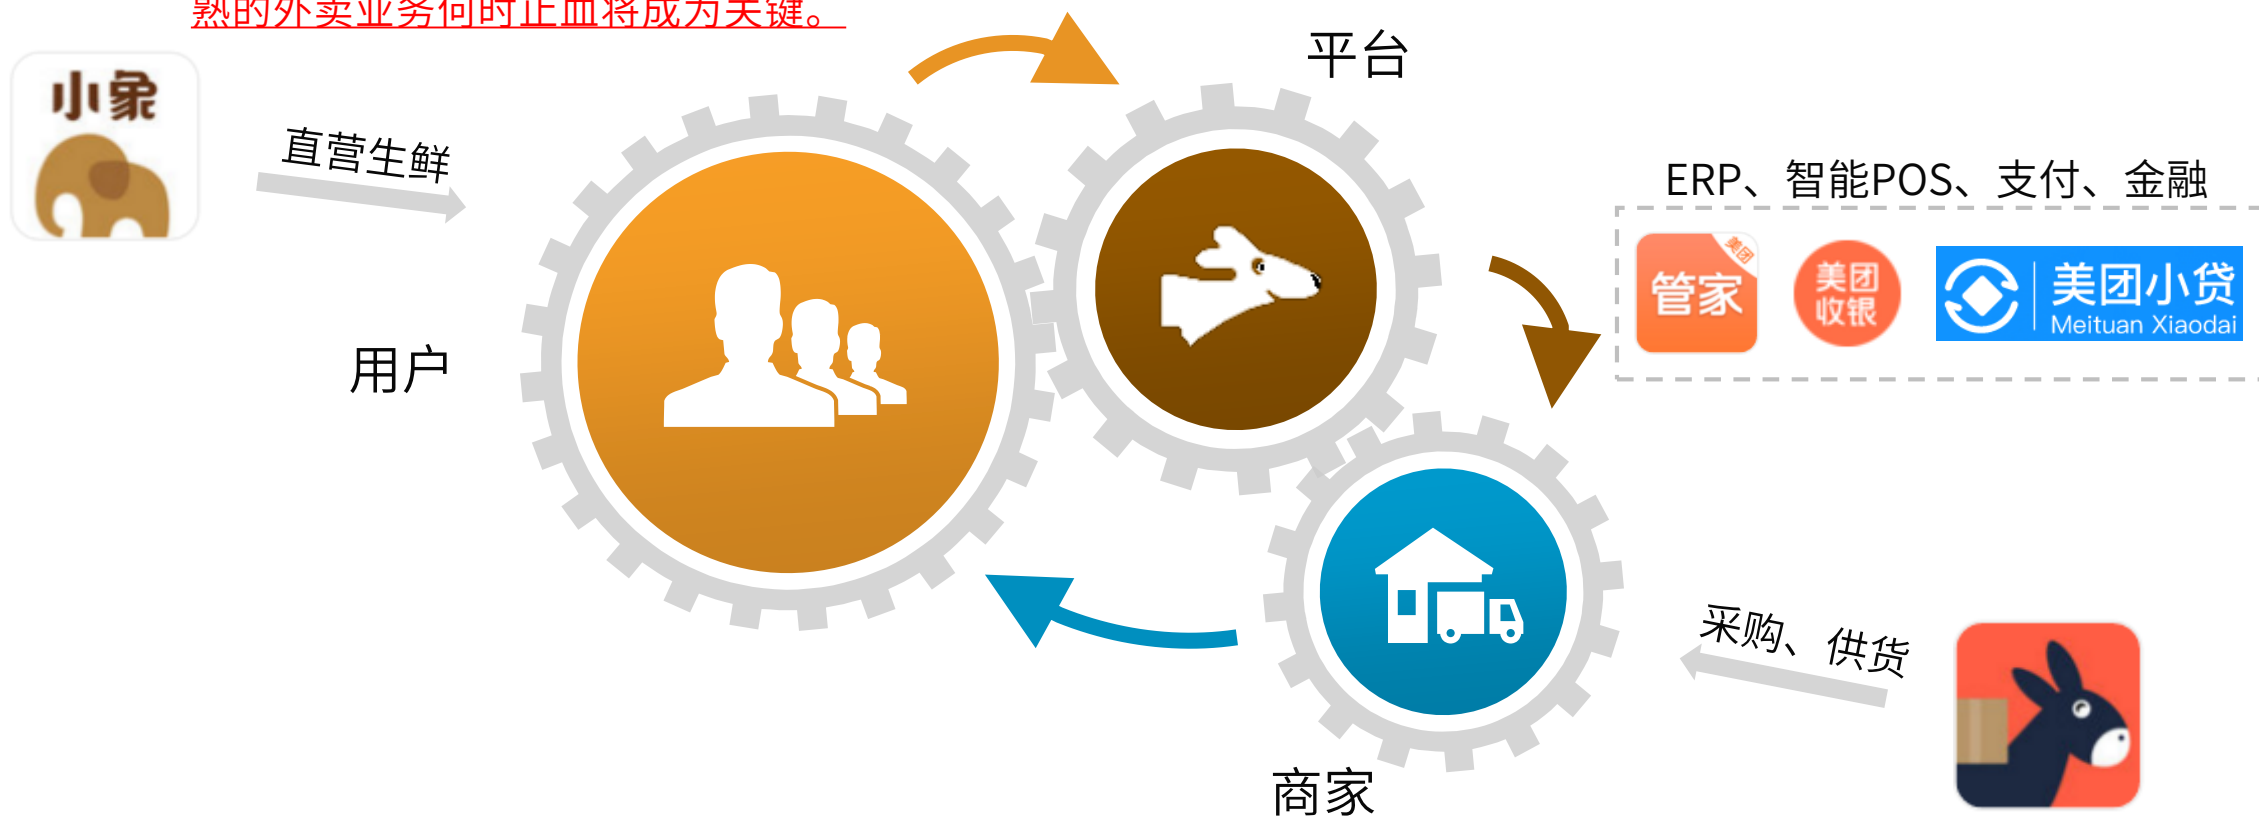 熟的外卖业务何时止血将成为关键。
平台
小象
直营生鲜
ERP、智能POS、支付、金融
美团
管家
美团
收银
美团小贷
Meituan Xiaodai
用户
采购、供货
商家